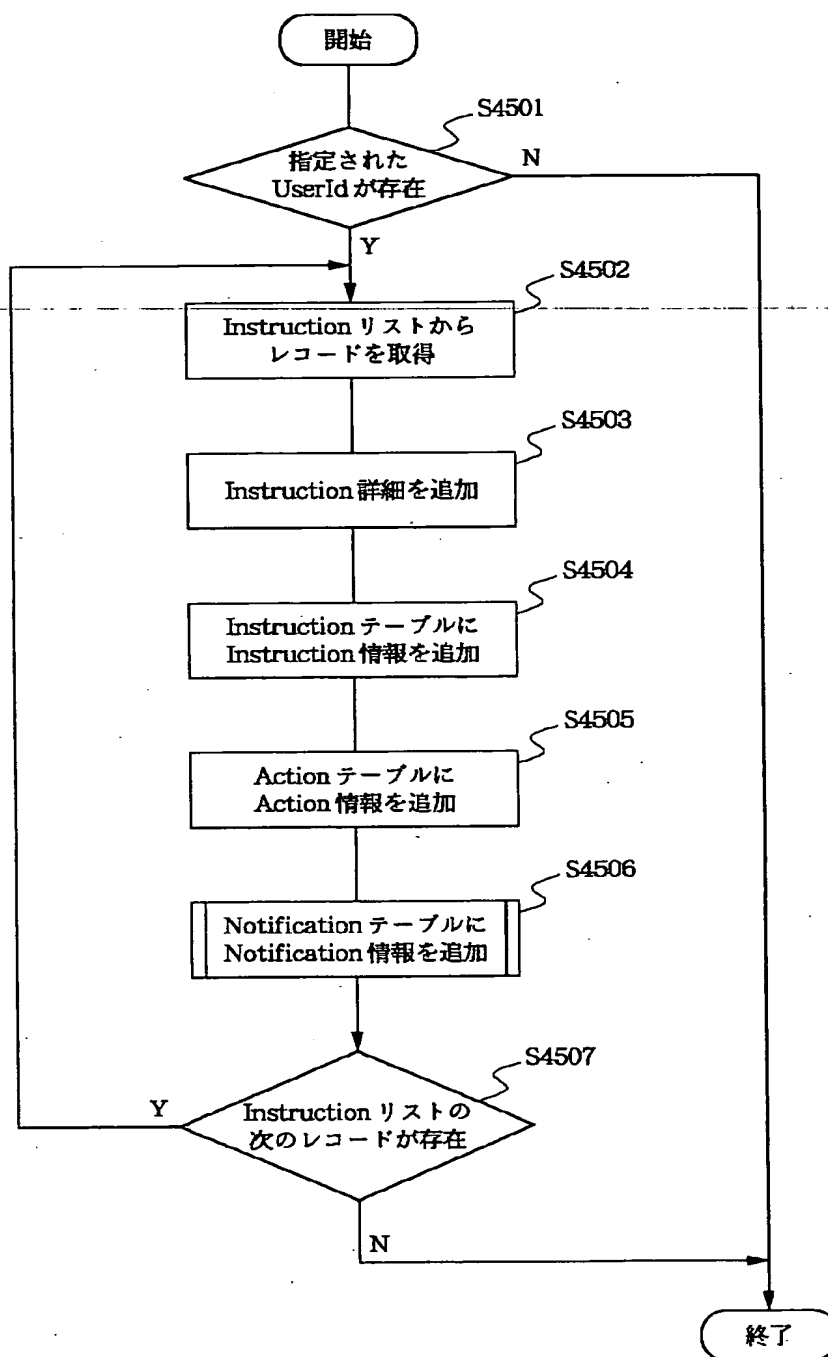 開始
S4501
指定された
UserIdが存在
N
Y
S4502
Instructionリストから
レコードを取得
S4503
Instruction詳細を追加
S4504
Instructionテーブルに
Instruction情報を追加
S4505
Actionテーブルに
Action情報を追加
S4506
Notificationテーブルに
Notification情報を追加
S4507
Y
Instructionリストの
次のレコードが存在
N
終了